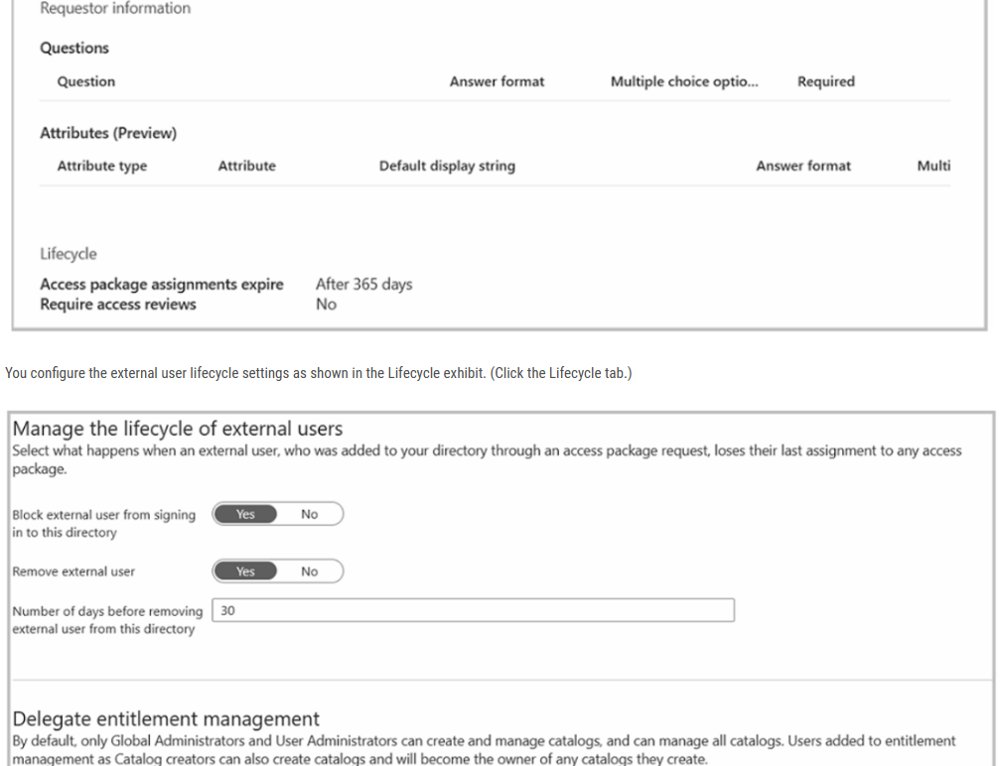 Requestor information
Questions
Question Answer format Multiple choice optio... Required
Attributes (Preview)
Attribute type Attribute Default display string Answer format Multi
Lifecycle
Access package assignments expire After 365 days
Require access reviews No
You configure the external user lifecycle settings as shown in the Lifecycle exhibit. (Click the Lifecycle tab.)
Manage the lifecycle of external users
Select what happens when an external user, who was added to your directory through an access package request, loses their last assignment to any access
package.
Block external user from signing Yes No
in to this directory
Remove external user Yes No
Number of days before removing 30
external user from this directory
Delegate entitlement management
By default, only Global Administrators and User Administrators can create and manage catalogs, and can manage all catalogs. Users added to entitlement
management as Catalog creators can also create catalogs and will become the owner of any catalogs they create.